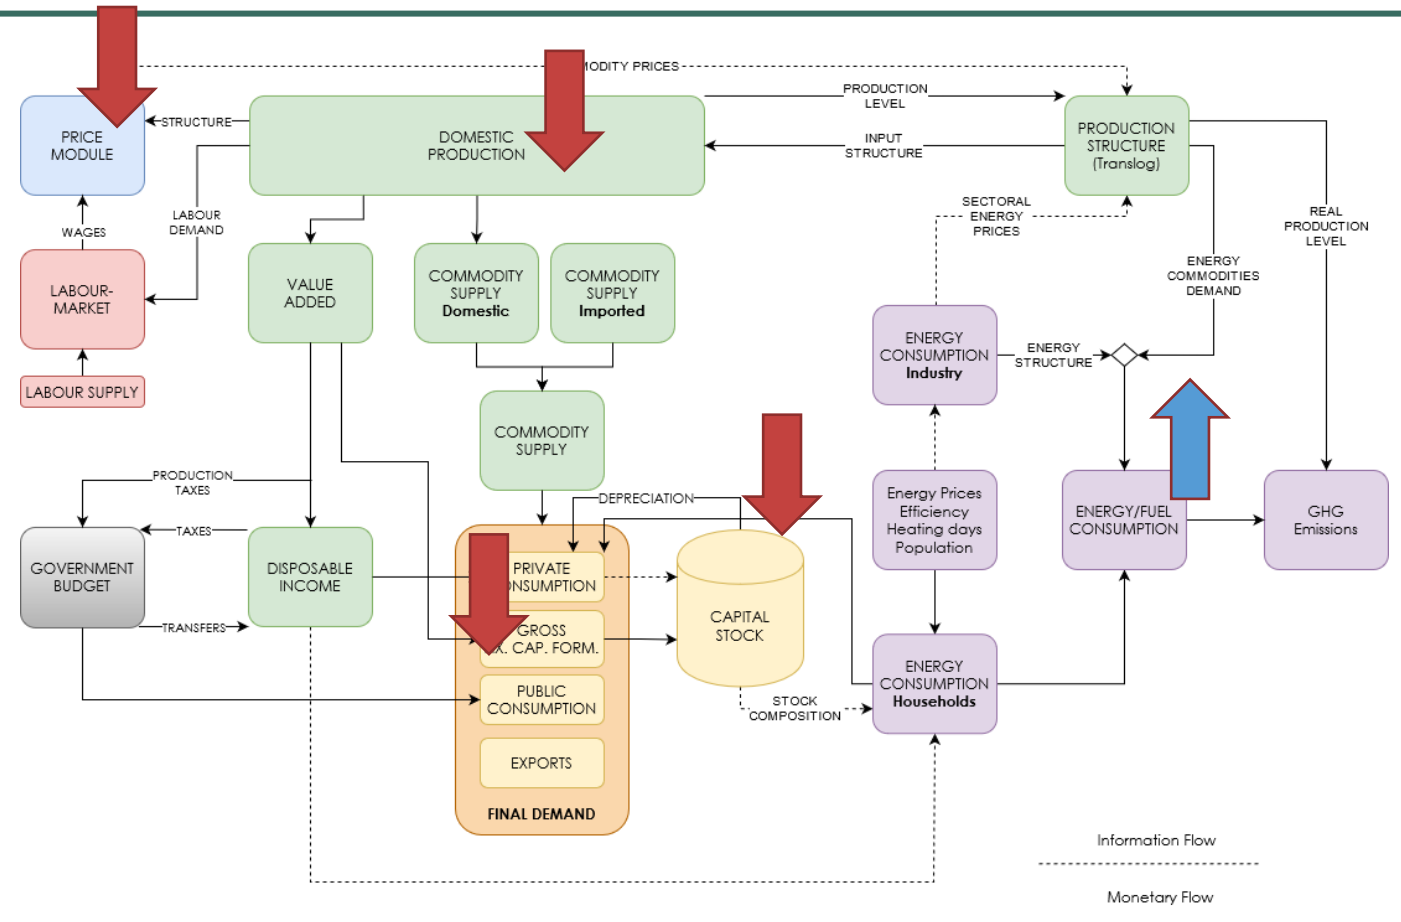 MODITY PRICES
PRICE
MODULE
STRUCTURE
DOMESTIC
PRODUCTION
PRODUCTION
LEVEL
INPUT
STRUCTURE
PRODUCTION
STRUCTURE
(Translog)
WAGES
LABOUR
DEMAND
SECTORAL
ENERGY
PRICES
REAL
PRODUCTION
LEVEL
LABOUR-
MARKET
VALUE
ADDED
COMMODITY
SUPPLY
Domestic
COMMODITY
SUPPLY
Imported
ENERGY
COMMODITIES
DEMAND
LABOUR SUPPLY
ENERGY
CONSUMPTION
Industry
ENERGY
STRUCTURE
COMMODITY
SUPPLY
PRODUCTION
TAXES
DEPRECIATION
Energy Prices
Efficiency
Heating days
Population
ENERGY/FUEL
CONSUMPTION
GHG
Emissions
TAXES
GOVERNMENT
BUDGET
DISPOSABLE
INCOME
TRANSFERS
PRIVATE
ONSUMPTION
GROSS
X. CAP. FORM.
PUBLIC
CONSUMPTION
EXPORTS
FINAL DEMAND
CAPITAL
STOCK
STOCK
COMPOSITION
ENERGY
CONSUMPTION
Households
Information Flow
Monetary Flow